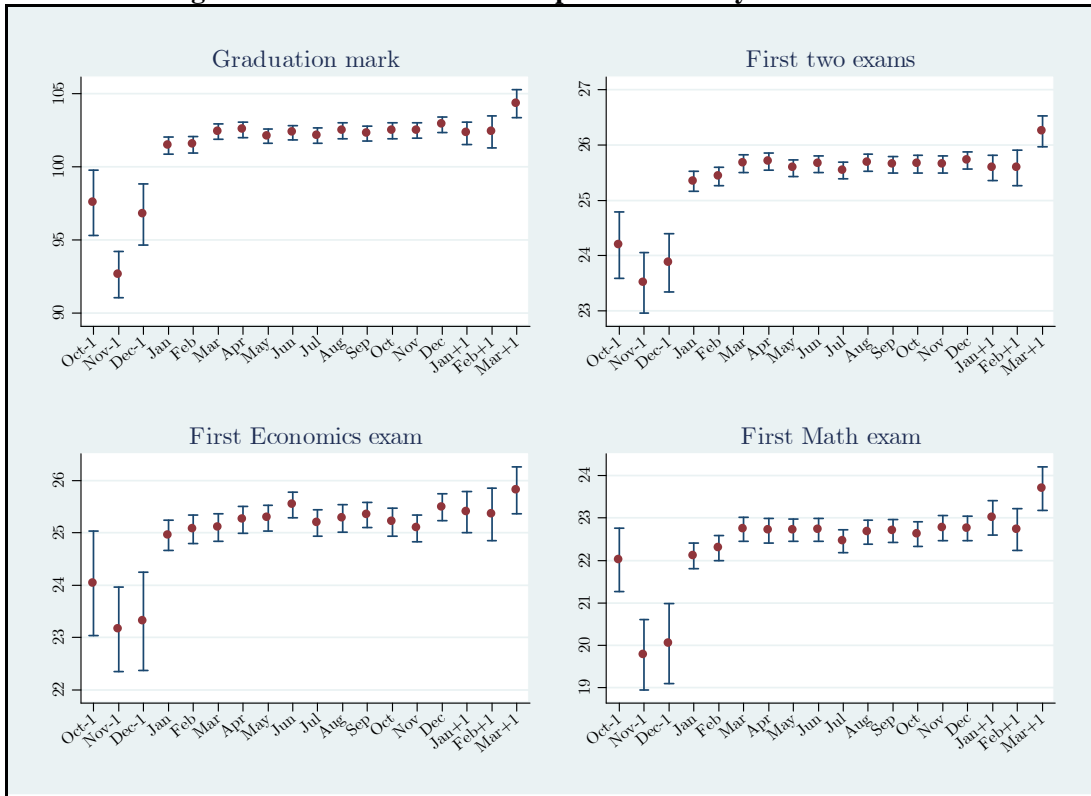 Graduation mark
105
100
95
90
Oct-1 Nov-1 Dec-1 Jan Feb Mar Apr May Jun Jul Aug Sep Oct Nov Dec Jan+1 Feb+1 Mar+1
First two exams
27
26
25
24
23
Oct-1 Nov-1 Dec-1 Jan Feb Mar Apr May Jun Jul Aug Sep Oct Nov Dec Jan+1 Feb+1 Mar+1
First Economics exam
26
25
24
23
22
Oct-1 Nov-1 Dec-1 Jan Feb Mar Apr May Jun Jul Aug Sep Oct Nov Dec Jan+1 Feb+1 Mar+1
First Math exam
24
23
22
21
20
19
Oct-1 Nov-1 Dec-1 Jan Feb Mar Apr May Jun Jul Aug Sep Oct Nov Dec Jan+1 Feb+1 Mar+1